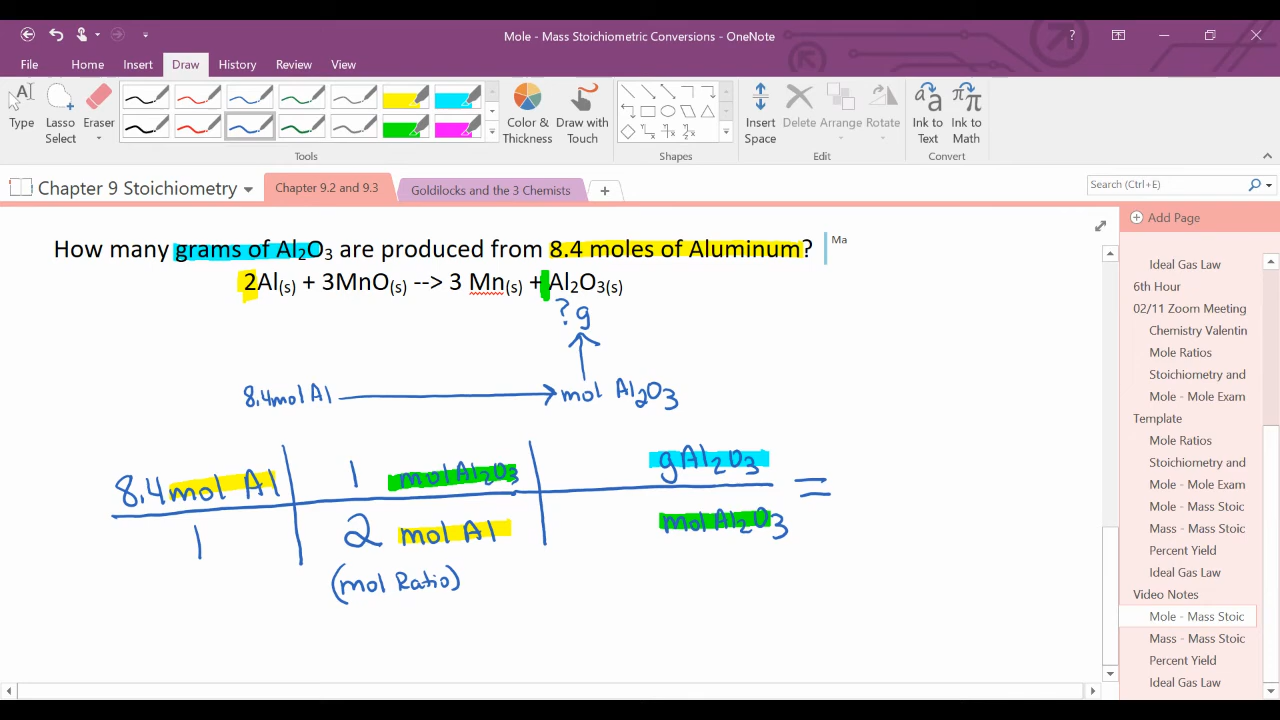 Mole - Mass Stoichiometric Conversions - OneNote
?
File Home Insert Draw History Review View
Type
Lasso Select
Eraser
Color & Thickness
Draw with Touch
Insert Space
Delete
Arrange
Rotate
Ink to Text
Ink to Math
Tools
Shapes
Edit
Convert
Chapter 9 Stoichiometry
Chapter 9.2 and 9.3
Goldilocks and the 3 Chemists
Search (Ctrl+E)
How many grams of Al₂O₃ are produced from 8.4 moles of Aluminum?
Ma
2Al(s) + 3MnO(s) --> 3 Mn(s) + Al₂O₃(s)
? g
8.4mol Al → mol Al₂O₃
8.4 mol Al | 1 mol Al₂O₃ | g Al₂O₃ =
1 | 2 mol Al | mol Al₂O₃
(mol Ratio)
Add Page
Ideal Gas Law
6th Hour
02/11 Zoom Meeting
Chemistry Valentin
Mole Ratios
Stoichiometry and
Mole - Mole Exam
Template
Mole Ratios
Stoichiometry and
Mole - Mass Stoic
Mass - Mass Stoic
Percent Yield
Ideal Gas Law
Video Notes
Mole - Mass Stoic
Mass - Mass Stoic
Percent Yield
Ideal Gas Law